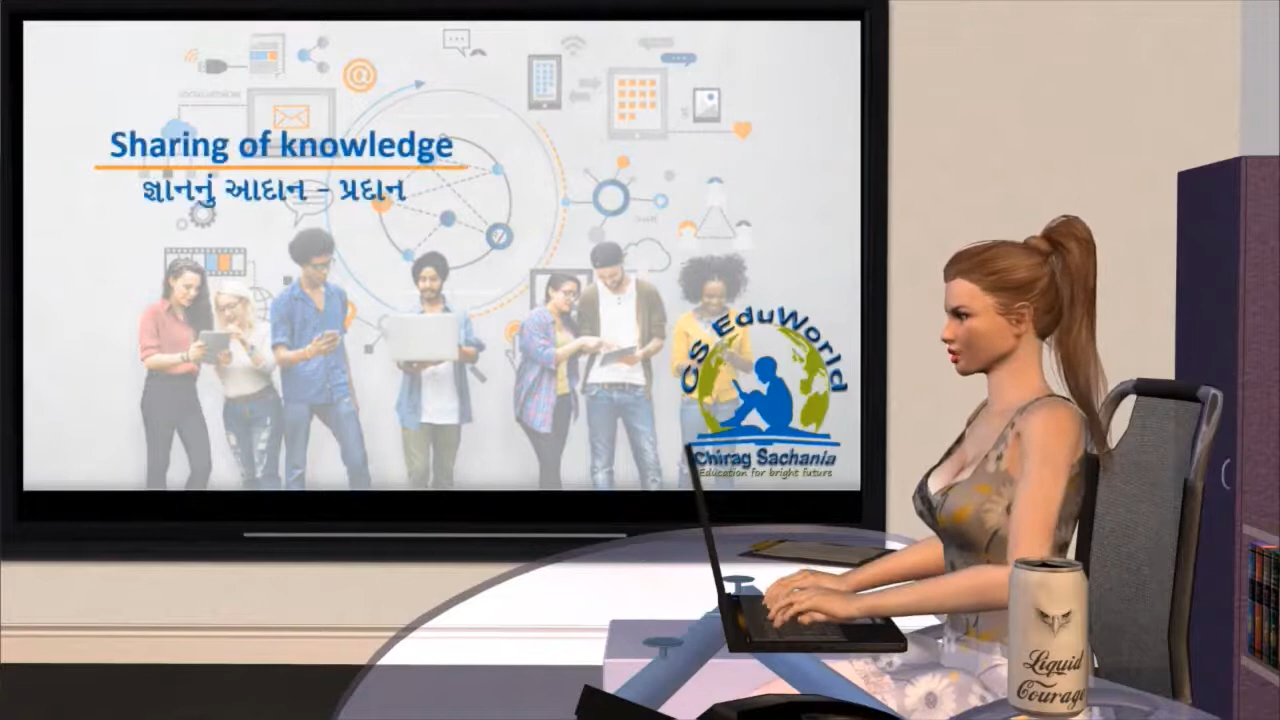 Sharing of knowledge
જ્ઞાનનું આદાન – પ્રદાન
CS EduWorld
Chirag Sachania
Education for bright future
Liquid
Courage